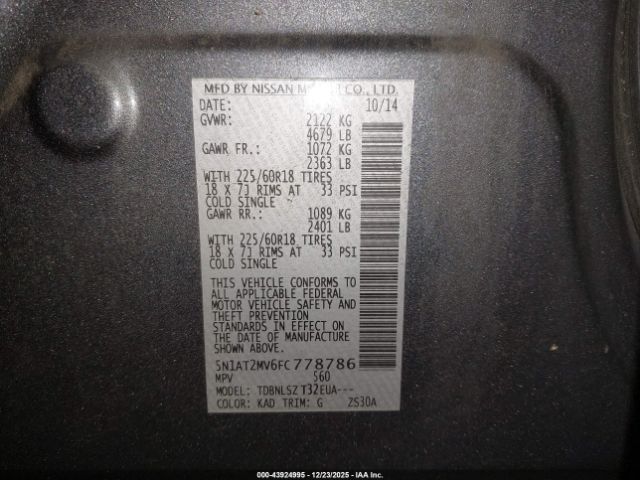 MFD BY NISSAN M CO., LTD.
DATE: 10/14
GVWR: 2122 KG
4679 LB
GAWR FR.: 1072 KG
2363 LB
WITH 225/60R18 TIRES
18 X 7J RIMS AT 33 PSI
COLD SINGLE
GAWR RR.: 1089 KG
2401 LB
WITH 225/60R18 TIRES
18 X 7J RIMS AT 33 PSI
COLD SINGLE
THIS VEHICLE CONFORMS TO
ALL APPLICABLE FEDERAL
MOTOR VEHICLE SAFETY AND
THEFT PREVENTION
STANDARDS IN EFFECT ON
THE DATE OF MANUFACTURE
SHOWN ABOVE.
5N1AT2MV6FC778786
MPV S60
MODEL: TDBNLSZ T32EUA---
COLOR: KAD TRIM: G ZS30A
000-43924995 - 12/23/2025 - IAA Inc.